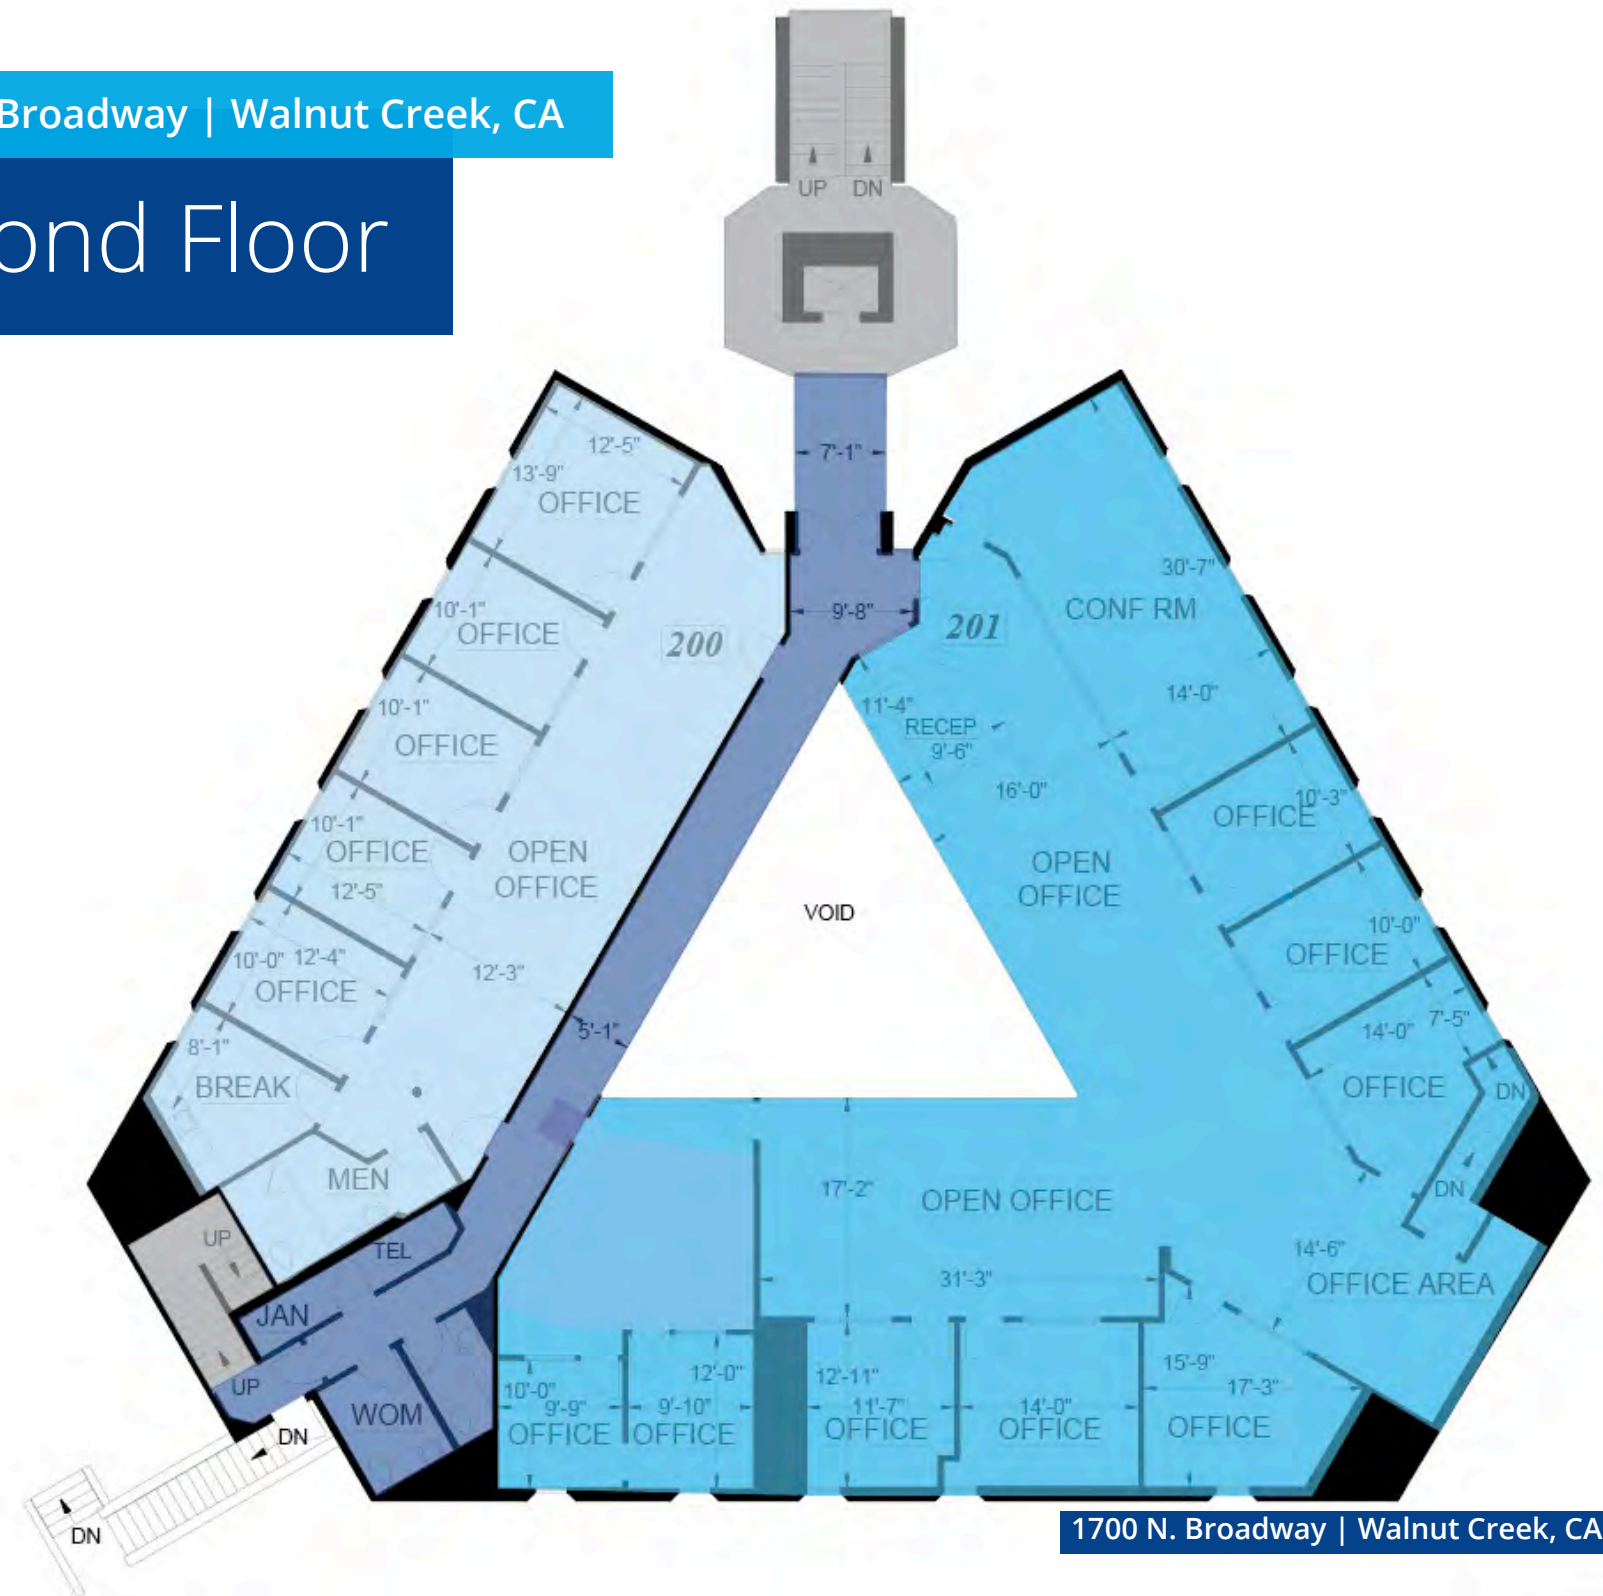 Broadway | Walnut Creek, CA
ond Floor
UP DN
7'-1"
9'-8"
12'-5"
13'-9"
OFFICE
10'-1"
OFFICE
200
10'-1"
OFFICE
10'-1"
OFFICE
12'-5"
OPEN
OFFICE
10'-0" 12'-4"
OFFICE
12'-3"
5'-1"
8'-1"
BREAK
MEN
UP
TEL
JAN
UP
WOM
DN
DN
VOID
201
30'-7"
CONF RM
14'-0"
11'-4"
RECEP
9'-6"
16'-0"
OPEN
OFFICE
10'-3"
OFFICE
10'-0"
OFFICE
7'-5"
14'-0"
OFFICE
DN
DN
17'-2"
OPEN OFFICE
31'-3"
14'-6"
OFFICE AREA
10'-0"
9'-9"
OFFICE
12'-0"
9'-10"
OFFICE
12'-11"
11'-7"
OFFICE
14'-0"
OFFICE
15'-9"
17'-3"
OFFICE
1700 N. Broadway | Walnut Creek, CA